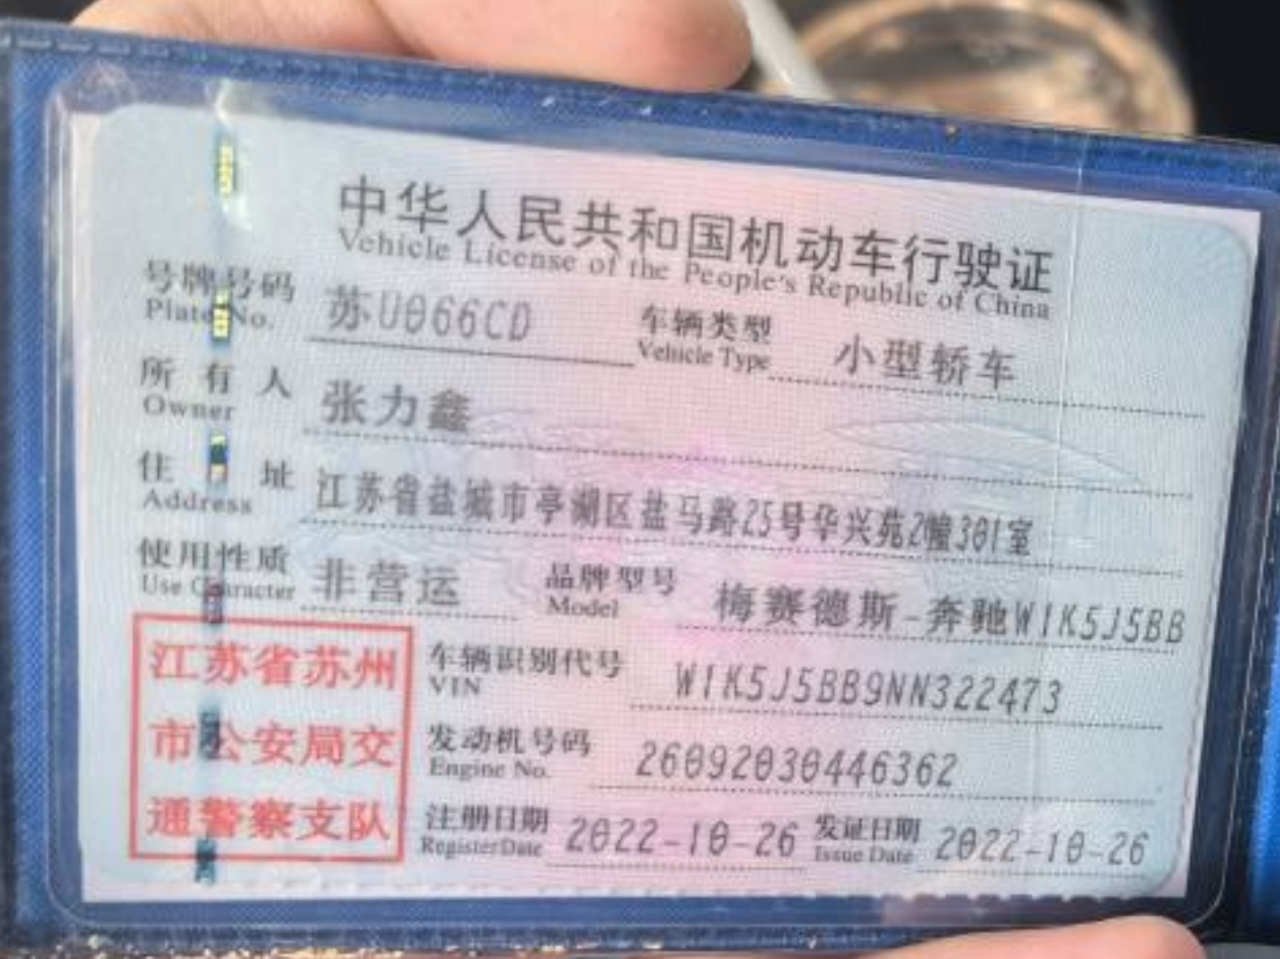 中华人民共和国机动车行驶证
Vehicle License of the People's Republic of China
号牌号码 苏U066CD 车辆类型 小型轿车
Plate No. Vehicle Type
所有人 张力鑫
Owner
住址 江苏省盐城市亭湖区盐马路25号华兴苑2幢301室
Address
使用性质 非营运 品牌型号 梅赛德斯-奔驰W1K5J5BB
Use Character Model
江苏省苏州
市公安局交
通警察支队
车辆识别代号 W1K5J5BB9NN322473
VIN
发动机号码 26092030446362
Engine No.
注册日期 2022-10-26 发证日期 2022-10-26
Register Date Issue Date